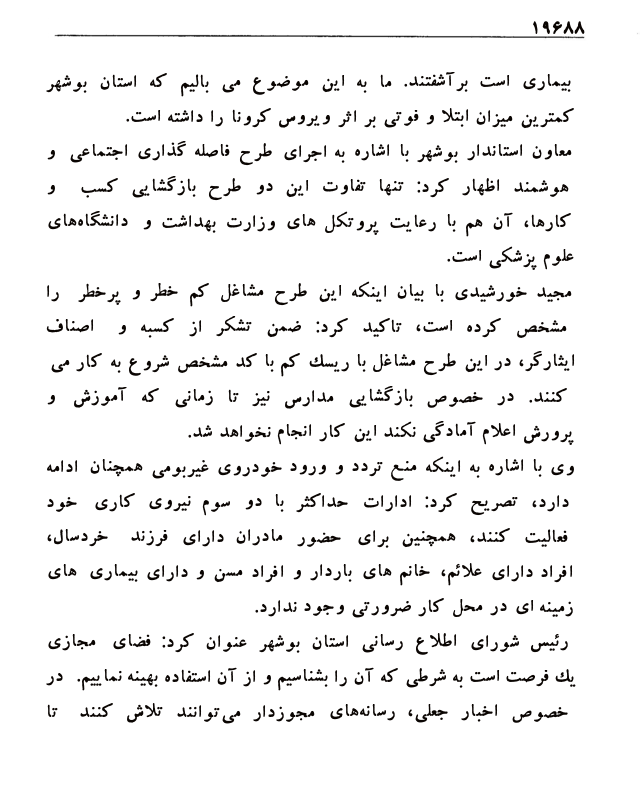 ۱۹۶۸۸
بیماری است برآشفتند. ما به این موضوع می بالیم که استان بوشهر
کمترین میزان ابتلا و فوتی بر اثر ویروس کرونا را داشته است.
معاون استاندار بوشهر با اشاره به اجرای طرح فاصله گذاری اجتماعی و
هوشمند اظهار کرد: تنها تفاوت این دو طرح بازگشایی کسب و
کارها، آن هم با رعایت پروتکل های وزارت بهداشت و دانشگاه‌های
علوم پزشکی است.
مجید خورشیدی با بیان اینکه این طرح مشاغل کم خطر و پرخطر را
مشخص کرده است، تاکید کرد: ضمن تشکر از کسبه و اصناف
ایثارگر، در این طرح مشاغل با ریسك کم با کد مشخص شروع به کار می
کنند. در خصوص بازگشایی مدارس نیز تا زمانی که آموزش و
پرورش اعلام آمادگی نکند این کار انجام نخواهد شد.
وی با اشاره به اینکه منع تردد و ورود خودروی غیربومی همچنان ادامه
دارد، تصریح کرد: ادارات حداکثر با دو سوم نیروی کاری خود
فعالیت کنند، همچنین برای حضور مادران دارای فرزند خردسال،
افراد دارای علائم، خانم های باردار و افراد مسن و دارای بیماری های
زمینه ای در محل کار ضرورتی وجود ندارد.
رئیس شورای اطلاع رسانی استان بوشهر عنوان کرد: فضای مجازی
یك فرصت است به شرطی که آن را بشناسیم و از آن استفاده بهینه نماییم. در
خصوص اخبار جعلی، رسانه‌های مجوزدار می‌توانند تلاش کنند تا